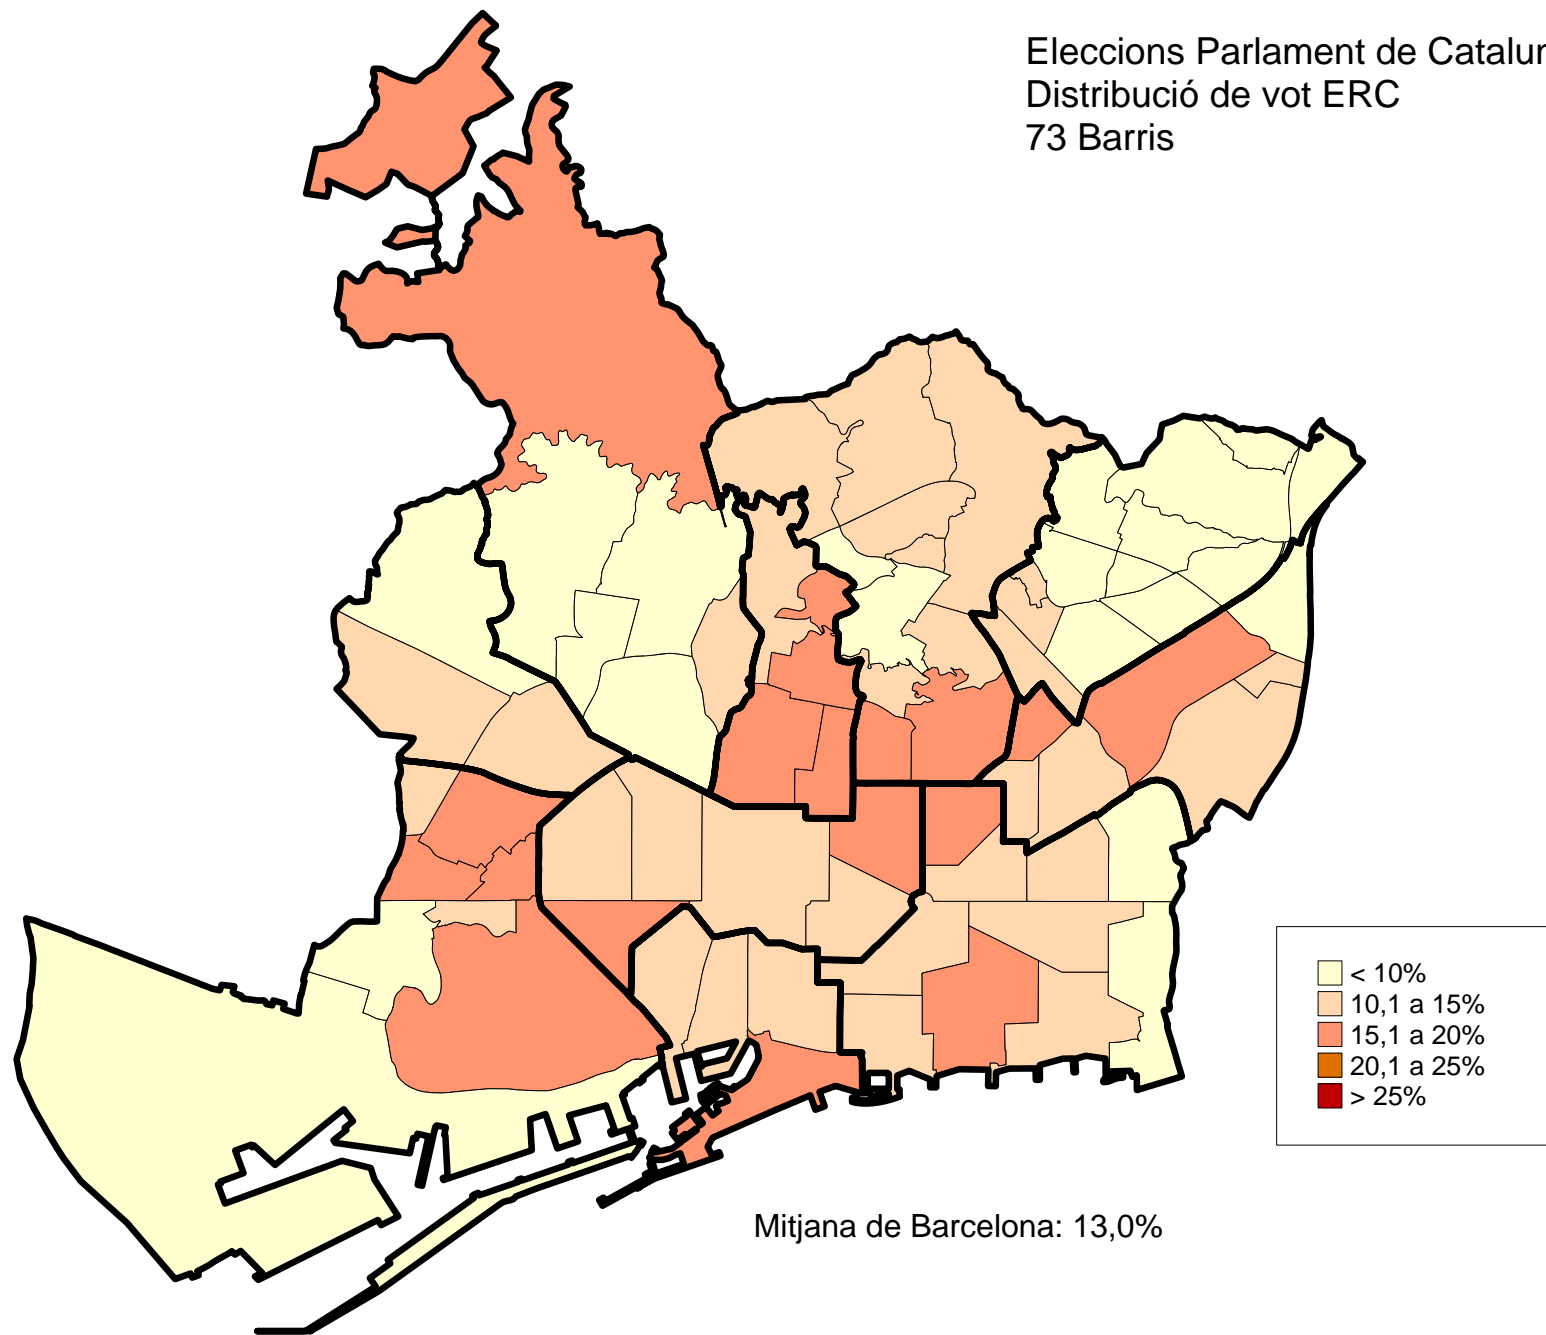 Eleccions Parlament de
Distribució de vot ERC
73 Barris
< 10%
10,1 a 15%
15,1 a 20%
20,1 a 25%
> 25%
Mitjana de Barcelona: 13,0%